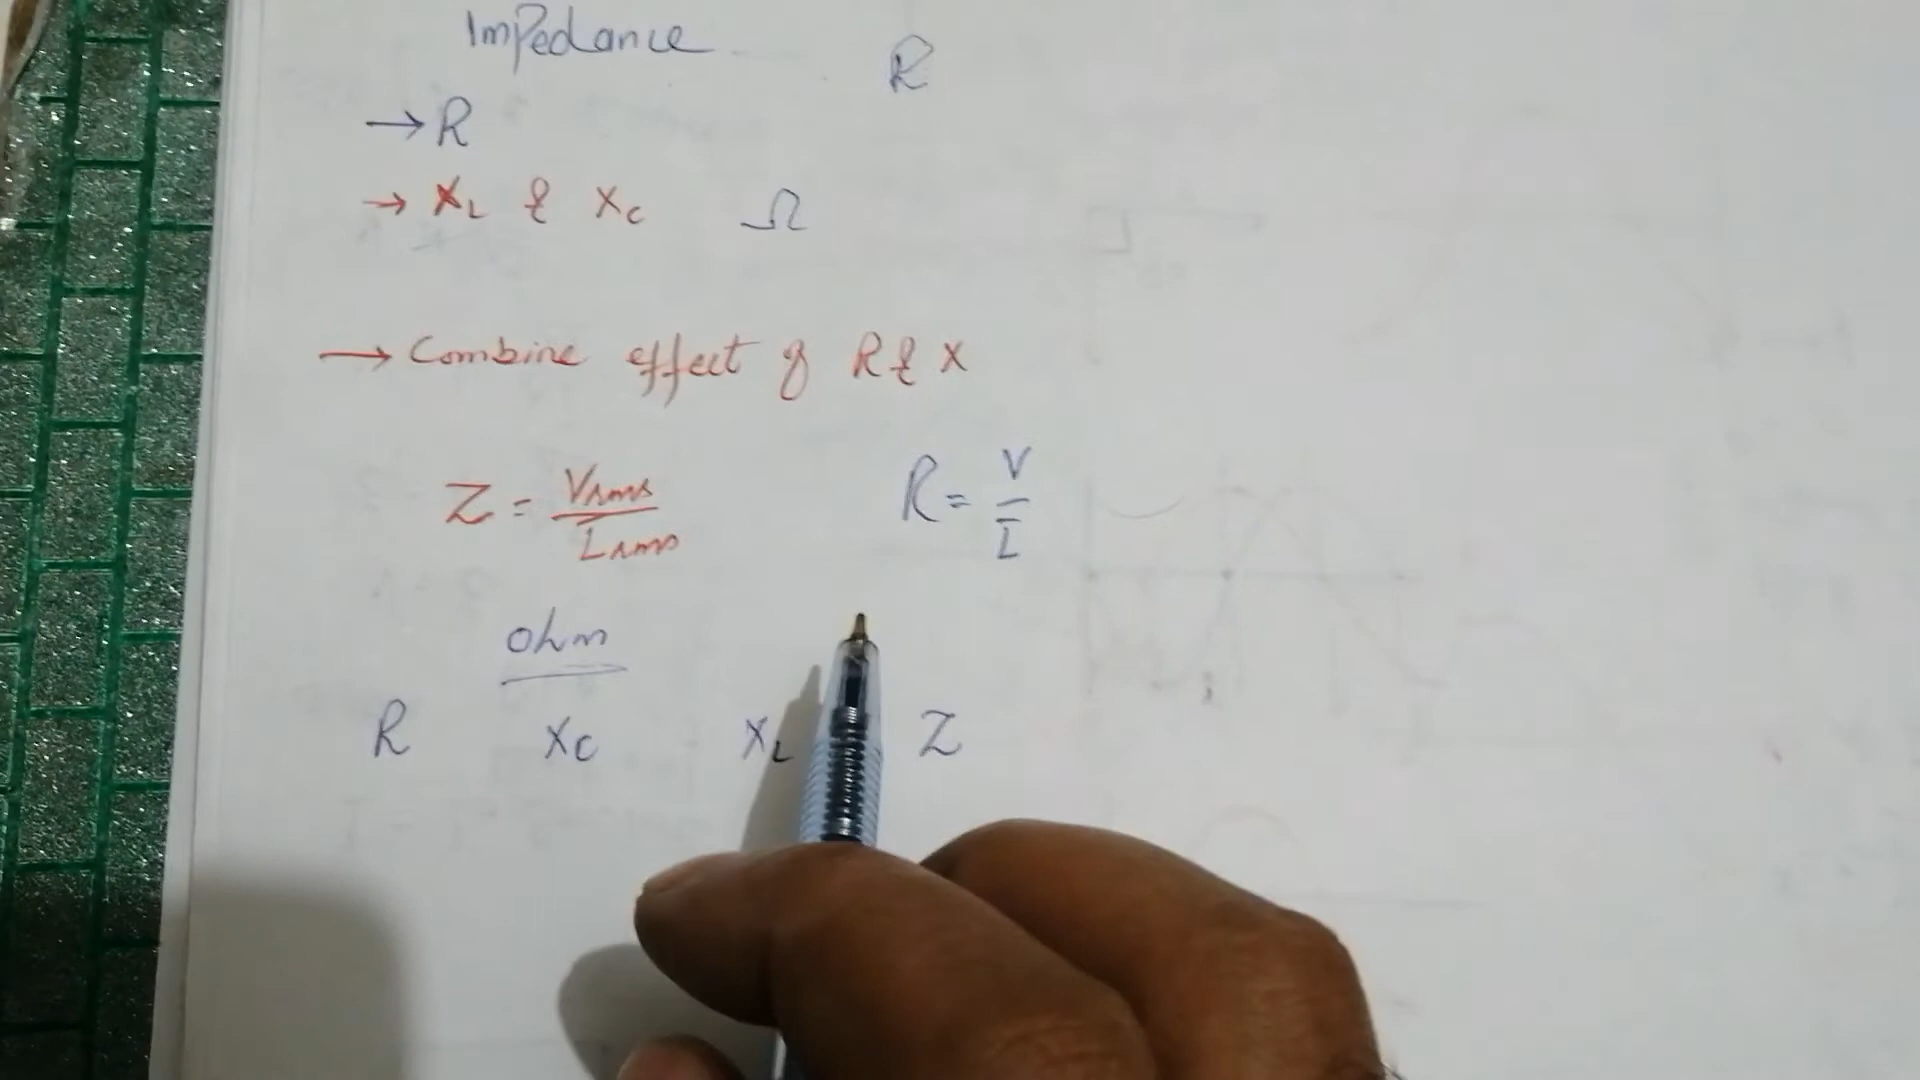 Impedance
R
→ R
→ XL & XC Ω
→ Combine effect of R & X
Z = Vrms / Irms R = V / I
ohm
R XC XL Z